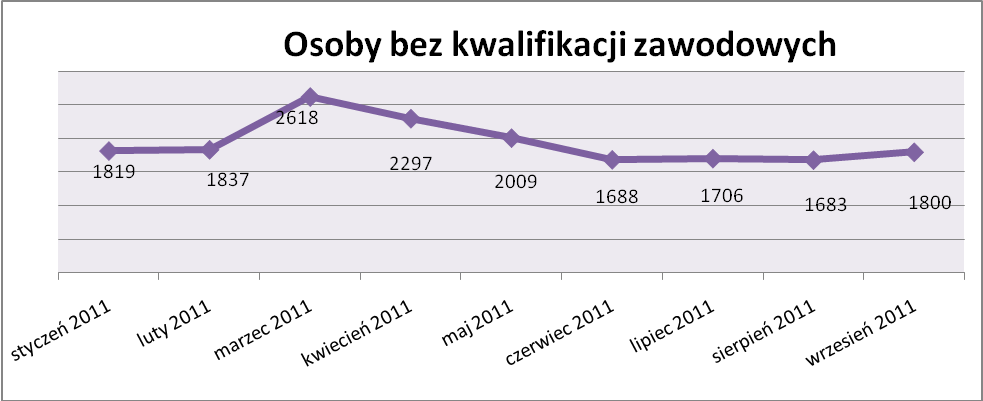 Osoby bez kwalifikacji zawodowych
1819
1837
2618
2297
2009
1688
1706
1683
1800
styczeń 2011
luty 2011
marzec 2011
kwiecień 2011
maj 2011
czerwiec 2011
lipiec 2011
sierpień 2011
wrzesień 2011